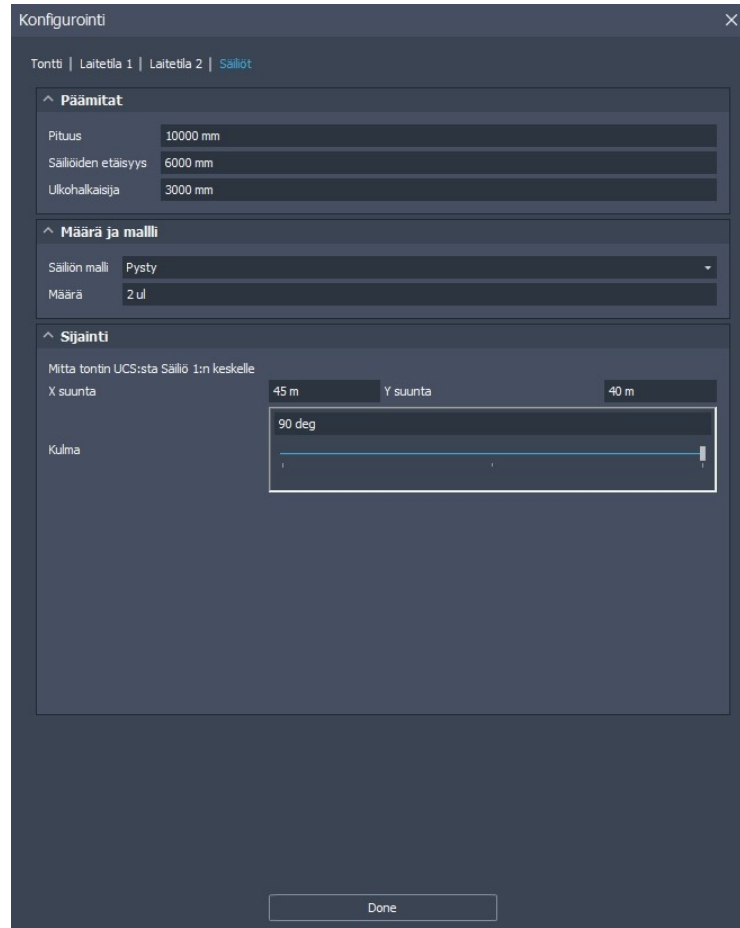 Konfigurointi
Tontti | Laitetila 1 | Laitetila 2 | Säiliöt
Päämitat
Pituus 10000 mm
Säiliöiden etäisyys 6000 mm
Ulkohalkaisija 3000 mm
Määrä ja mallli
Säiliön malli Pysty
Määrä 2 ul
Sijainti
Mitta tontin UCS:sta Säiliö 1:n keskelle
X suunta 45 m Y suunta 40 m
90 deg
Kulma
Done